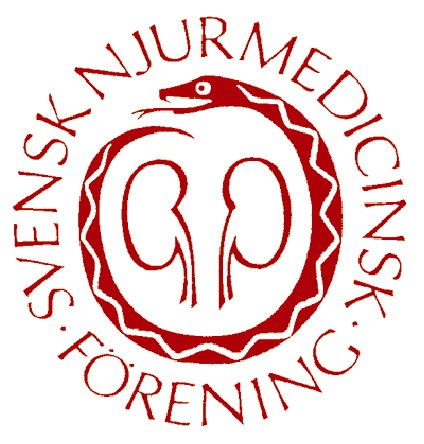 SVENSK NJURMEDICINSK
· FÖRENING ·